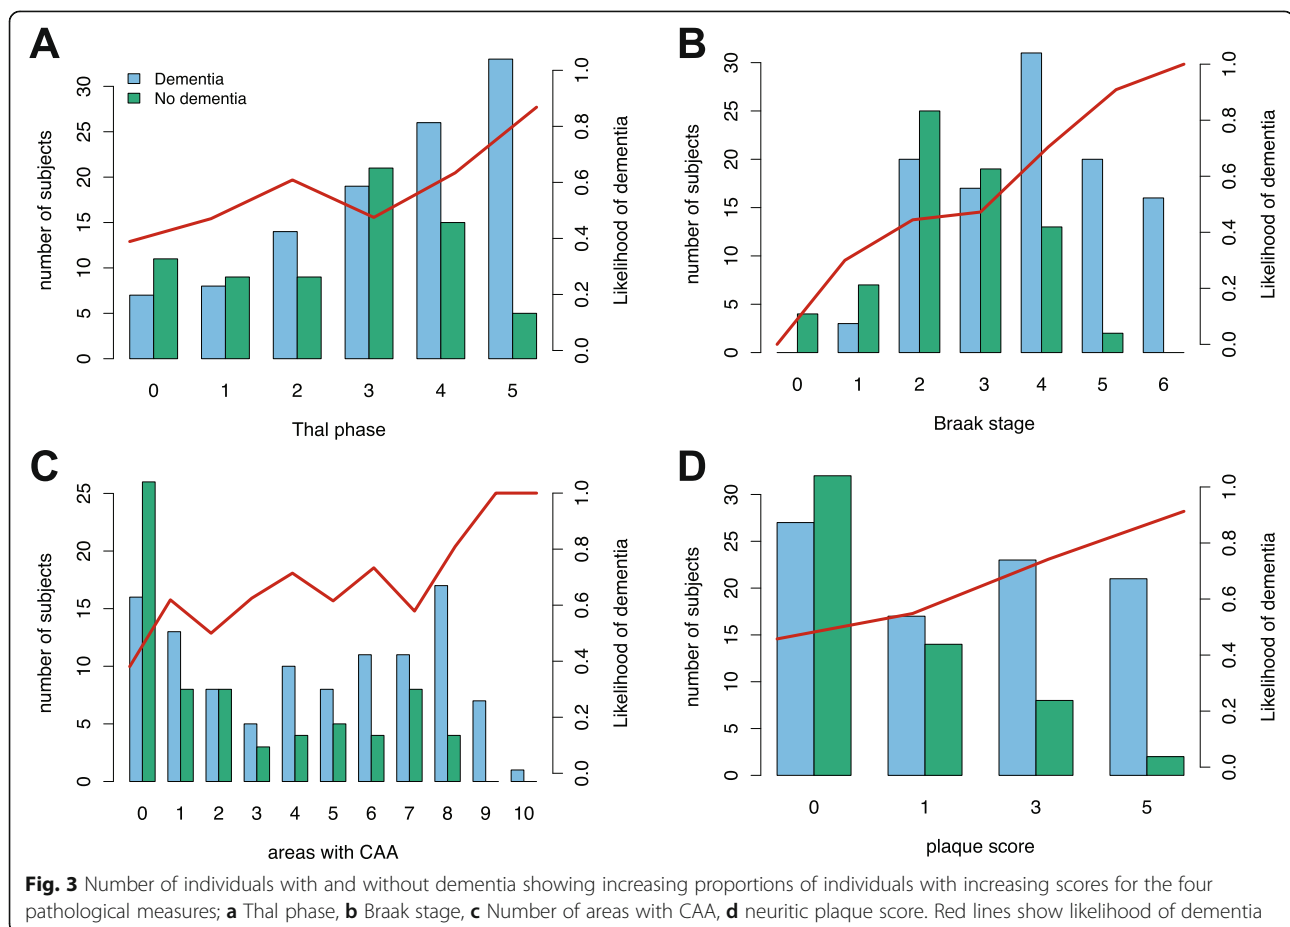 A
Dementia
No dementia
number of subjects
0 5 10 15 20 25 30
0.0 0.2 0.4 0.6 0.8 1.0
Likelihood of dementia
0 1 2 3 4 5
Thal phase
B
number of subjects
0 5 10 15 20 25 30
0.0 0.2 0.4 0.6 0.8 1.0
Likelihood of dementia
0 1 2 3 4 5 6
Braak stage
C
number of subjects
0 5 10 15 20 25
0.0 0.2 0.4 0.6 0.8 1.0
Likelihood of dementia
0 1 2 3 4 5 6 7 8 9 10
areas with CAA
D
number of subjects
0 5 10 15 20 25 30
0.0 0.2 0.4 0.6 0.8 1.0
Likelihood of dementia
0 1 3 5
plaque score
Fig. 3 Number of individuals with and without dementia showing increasing proportions of individuals with increasing scores for the four
pathological measures; a Thal phase, b Braak stage, c Number of areas with CAA, d neuritic plaque score. Red lines show likelihood of dementia